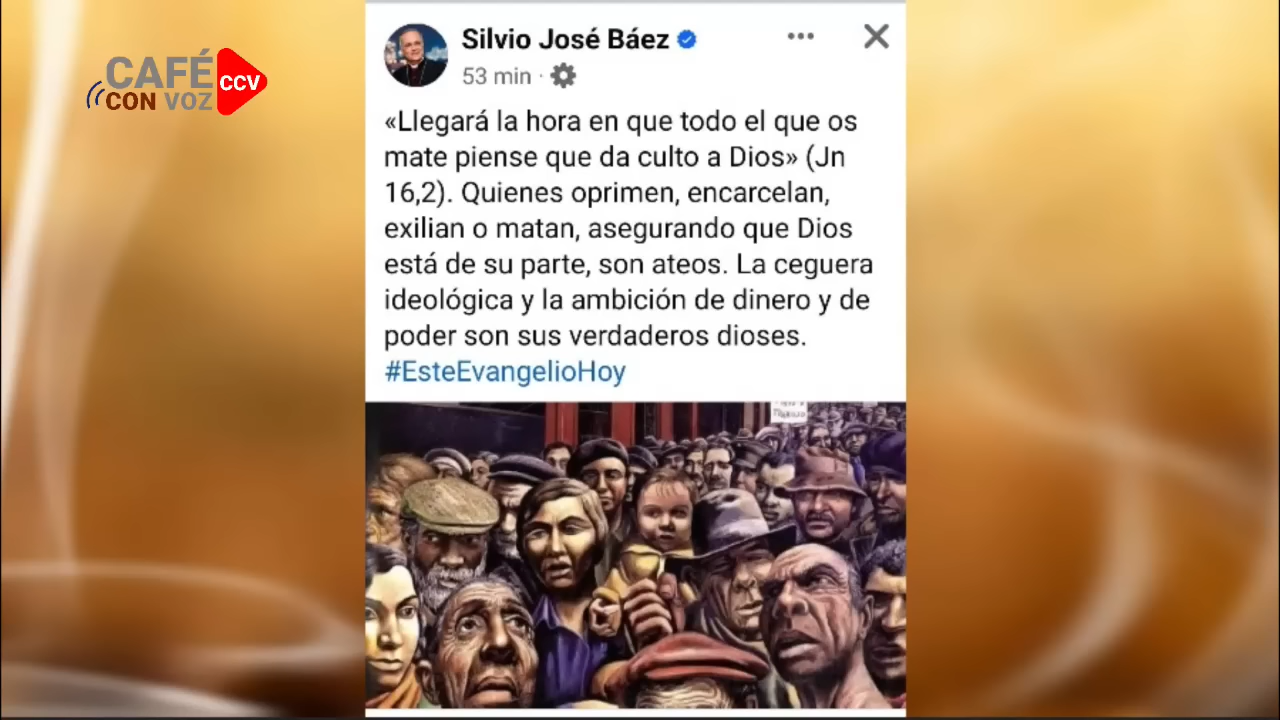 CAFÉ
CON VOZ
CCV
Silvio José Báez
53 min ·
«Llegará la hora en que todo el que os
mate piense que da culto a Dios» (Jn
16,2). Quienes oprimen, encarcelan,
exilian o matan, asegurando que Dios
está de su parte, son ateos. La ceguera
ideológica y la ambición de dinero y de
poder son sus verdaderos dioses.
#EsteEvangelioHoy